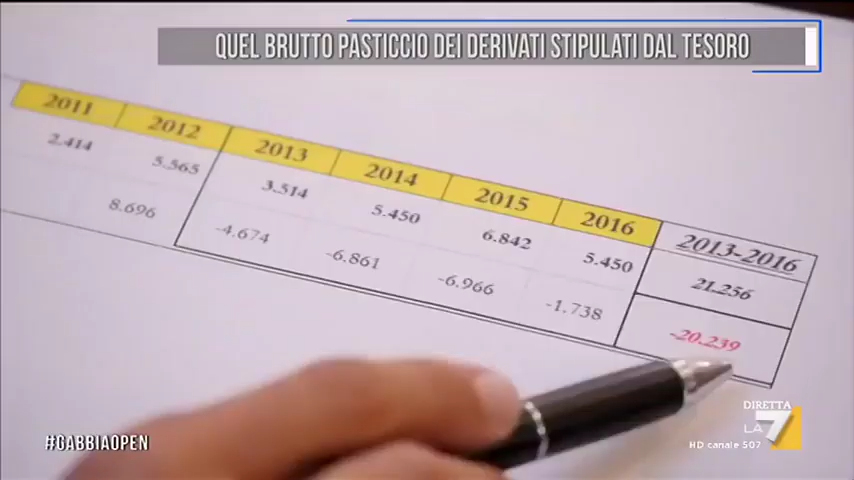 QUEL BRUTTO PASTICCIO DEI DERIVATI STIPULATI DAL TESORO
2011 2012 2013 2014 2015 2016 2013-2016
2.414 5.565 3.514 5.450 6.842 5.450 21.256
8.696 -4.674 -6.861 -6.966 -1.738 -20.239
#GABBIAOPEN
DIRETTA
LA7
HD canale 507